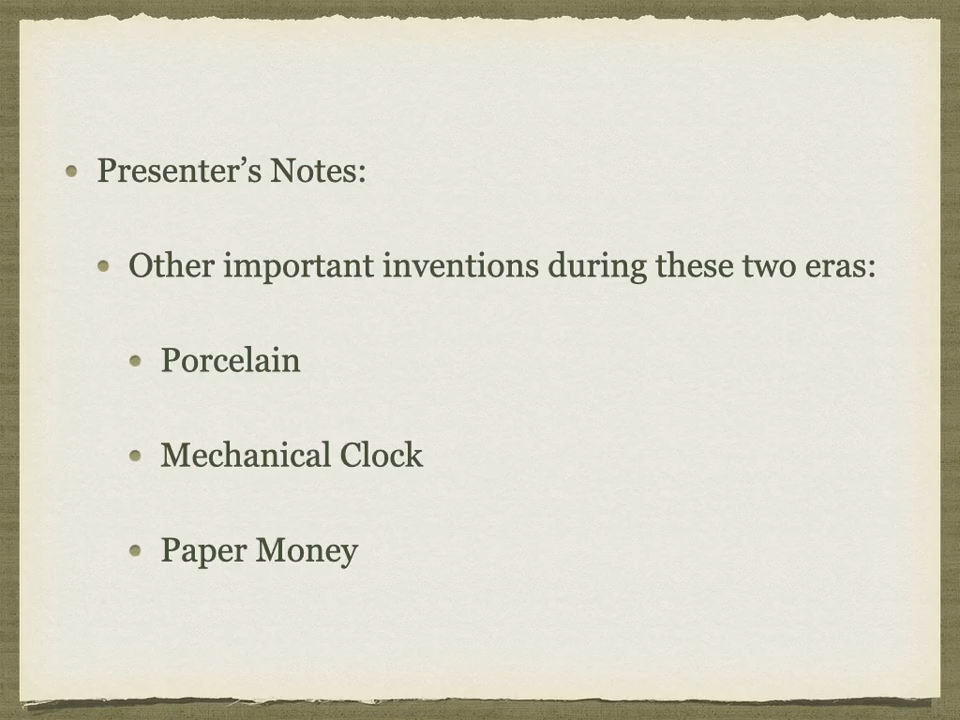 Presenter’s Notes:
Other important inventions during these two eras:
Porcelain
Mechanical Clock
Paper Money